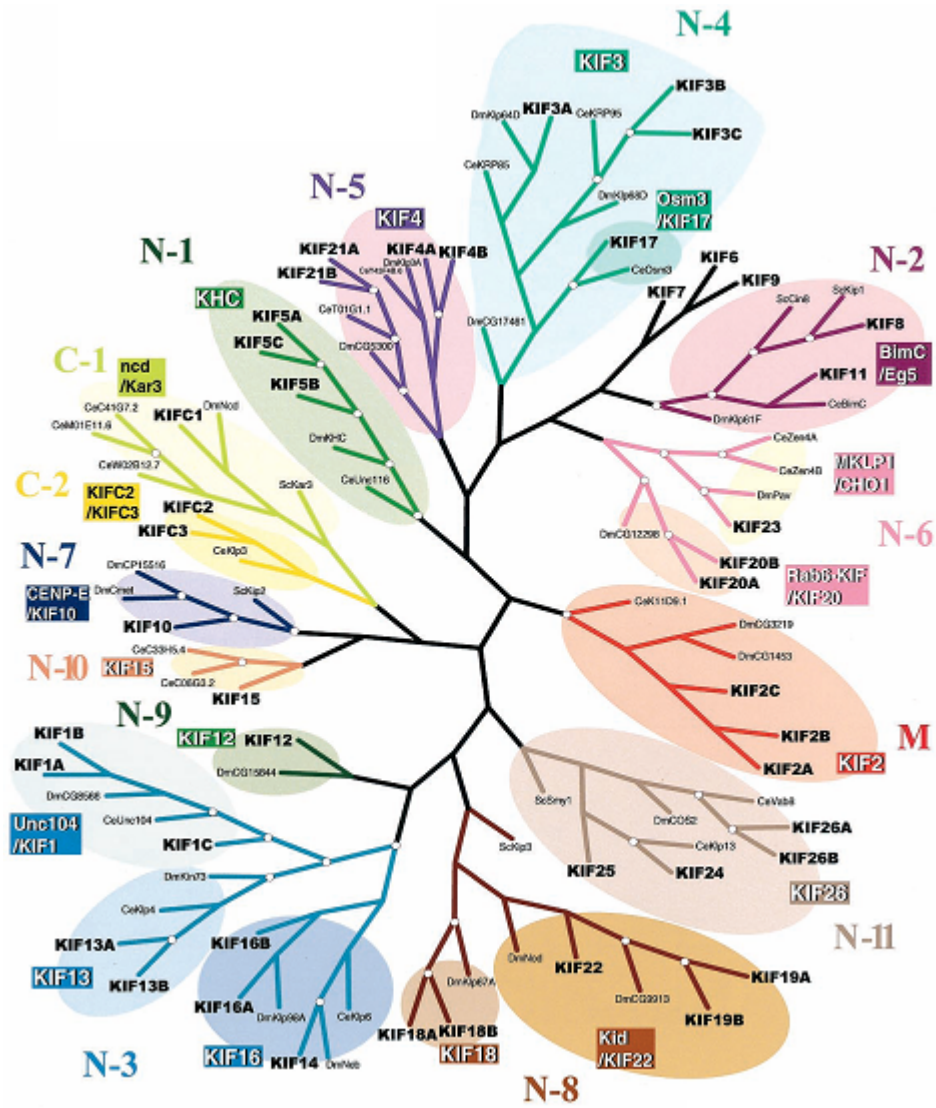 N-4
KIF3
KIF3B
DmKlp64D
KIF3A
CeKRP95
KIF3C
CeKRP85
DmKlp68D
Osm3
/KIF17
KIF17
CeOsm3
DmCG17461
N-5
KIF4
KIF21A
KIF4A
KIF4B
DmKlp3A
KIF21B
CeT01G1.1
DmCG5300
N-1
KHC
KIF5A
KIF5C
KIF5B
DmKHC
CeUnc116
KIF6
KIF9
KIF7
N-2
ScCin8
ScKip1
KIF8
BimC
/Eg5
KIF11
CeBimC
DmKlp61F
C-1
ncd
/Kar3
CeC41G7.2
KIFC1
DmNcd
CeM01E11.6
CeW02B12.7
ScKar3
C-2
KIFC2
/KIFC3
KIFC2
KIFC3
CeKlp3
CeZen4A
CeZen4B
MKLP1
/CHO1
DmPav
KIF23
DmCG12298
N-6
KIF20B
KIF20A
Rab6-KIF
/KIF20
N-7
DmCP15516
CENP-E
/KIF10
DmCmet
ScKip2
KIF10
N-10
KIF15
CeC33H5.4
CeC06G3.2
KIF15
CeK11D9.1
DmCG3219
DmCG1453
KIF2C
KIF2B
KIF2A
KIF2
M
N-9
KIF12
KIF12
DmCG15844
KIF1B
KIF1A
DmCG8566
CeUnc104
Unc104
/KIF1
KIF1C
DmKin73
CeKlp4
KIF13A
KIF13
KIF13B
KIF16B
KIF16A
DmKlp98A
CeKlp6
KIF16
KIF14
DmNeb
N-3
ScSmy1
CeVab8
DmCOS2
KIF26A
CeKlp13
KIF26B
KIF25
KIF24
KIF26
N-11
ScKip3
DmKlp67A
KIF18A
KIF18B
KIF18
DmNod
KIF22
DmCG9913
KIF19A
KIF19B
Kid
/KIF22
N-8